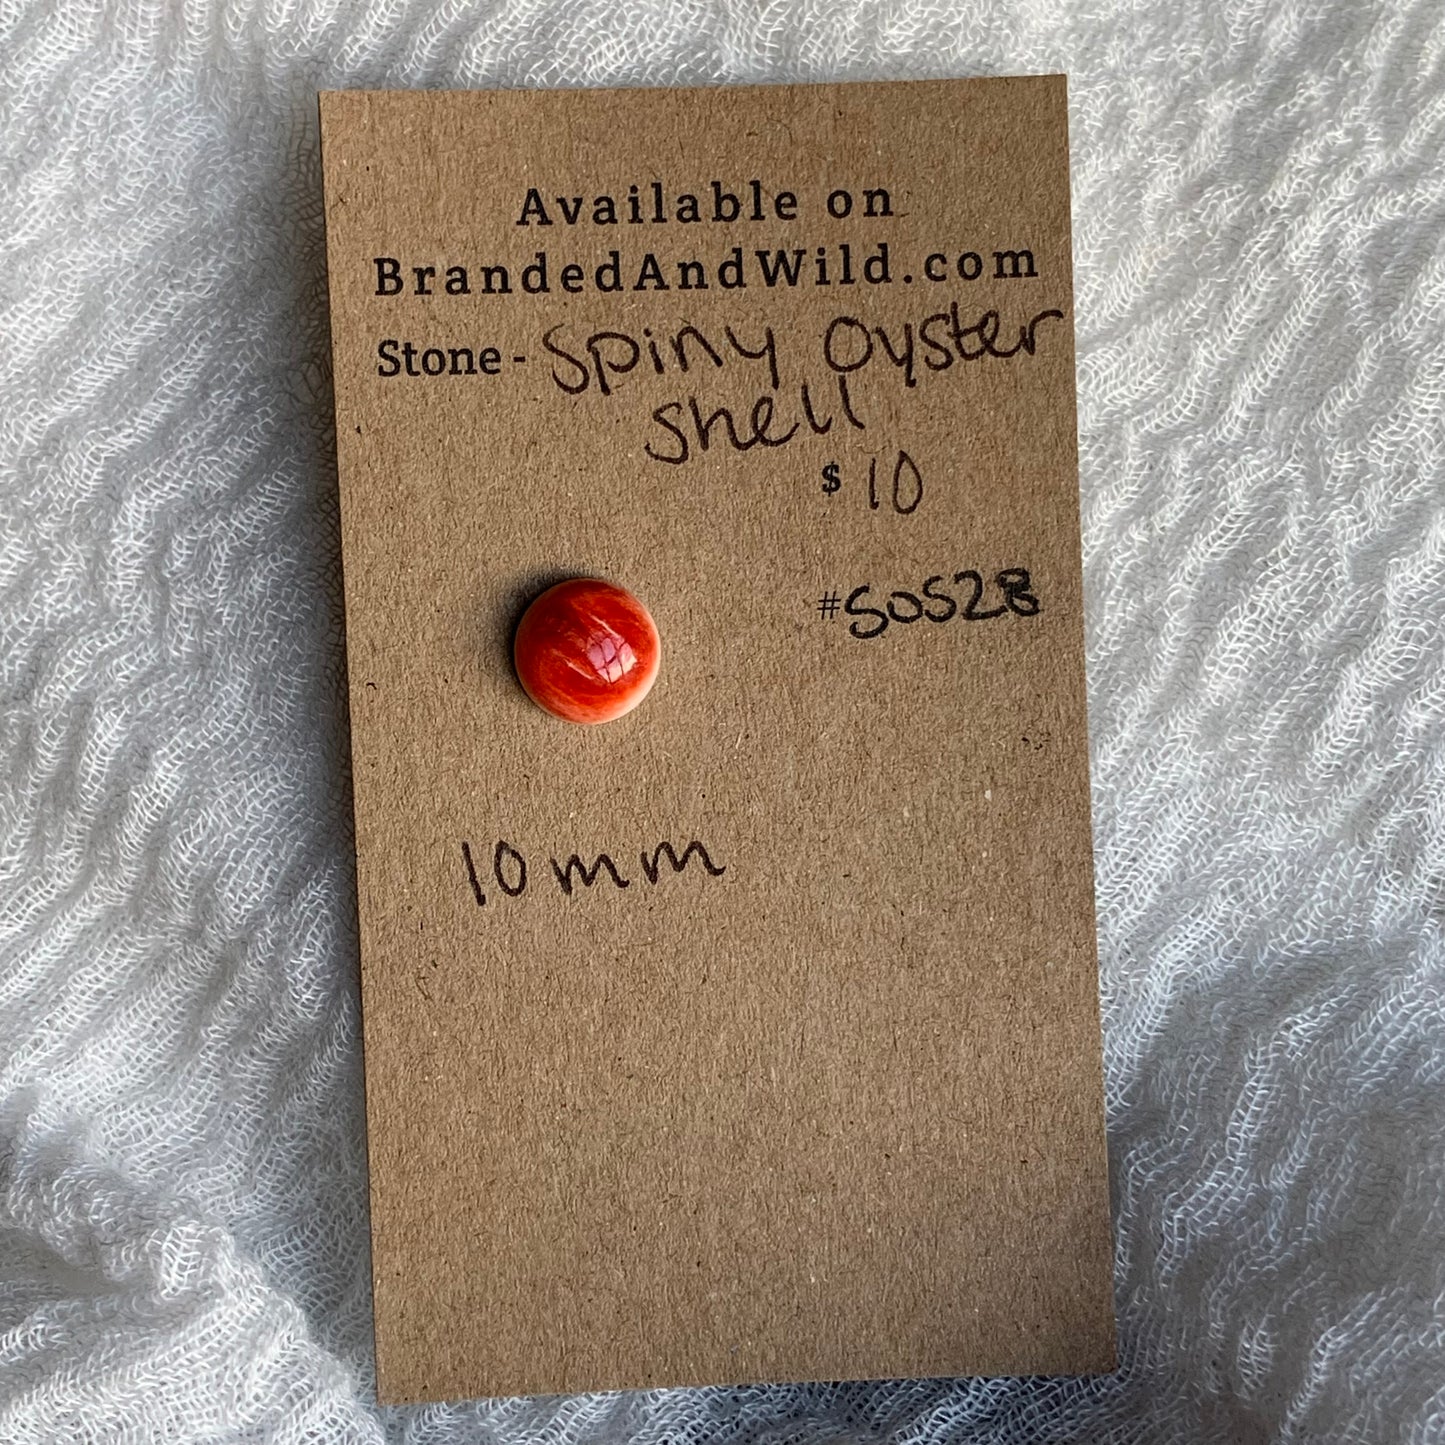 Available on
BrandedAndWild.com
Stone - Spiny Oyster
Shell
$ 10
#SOS28
10mm